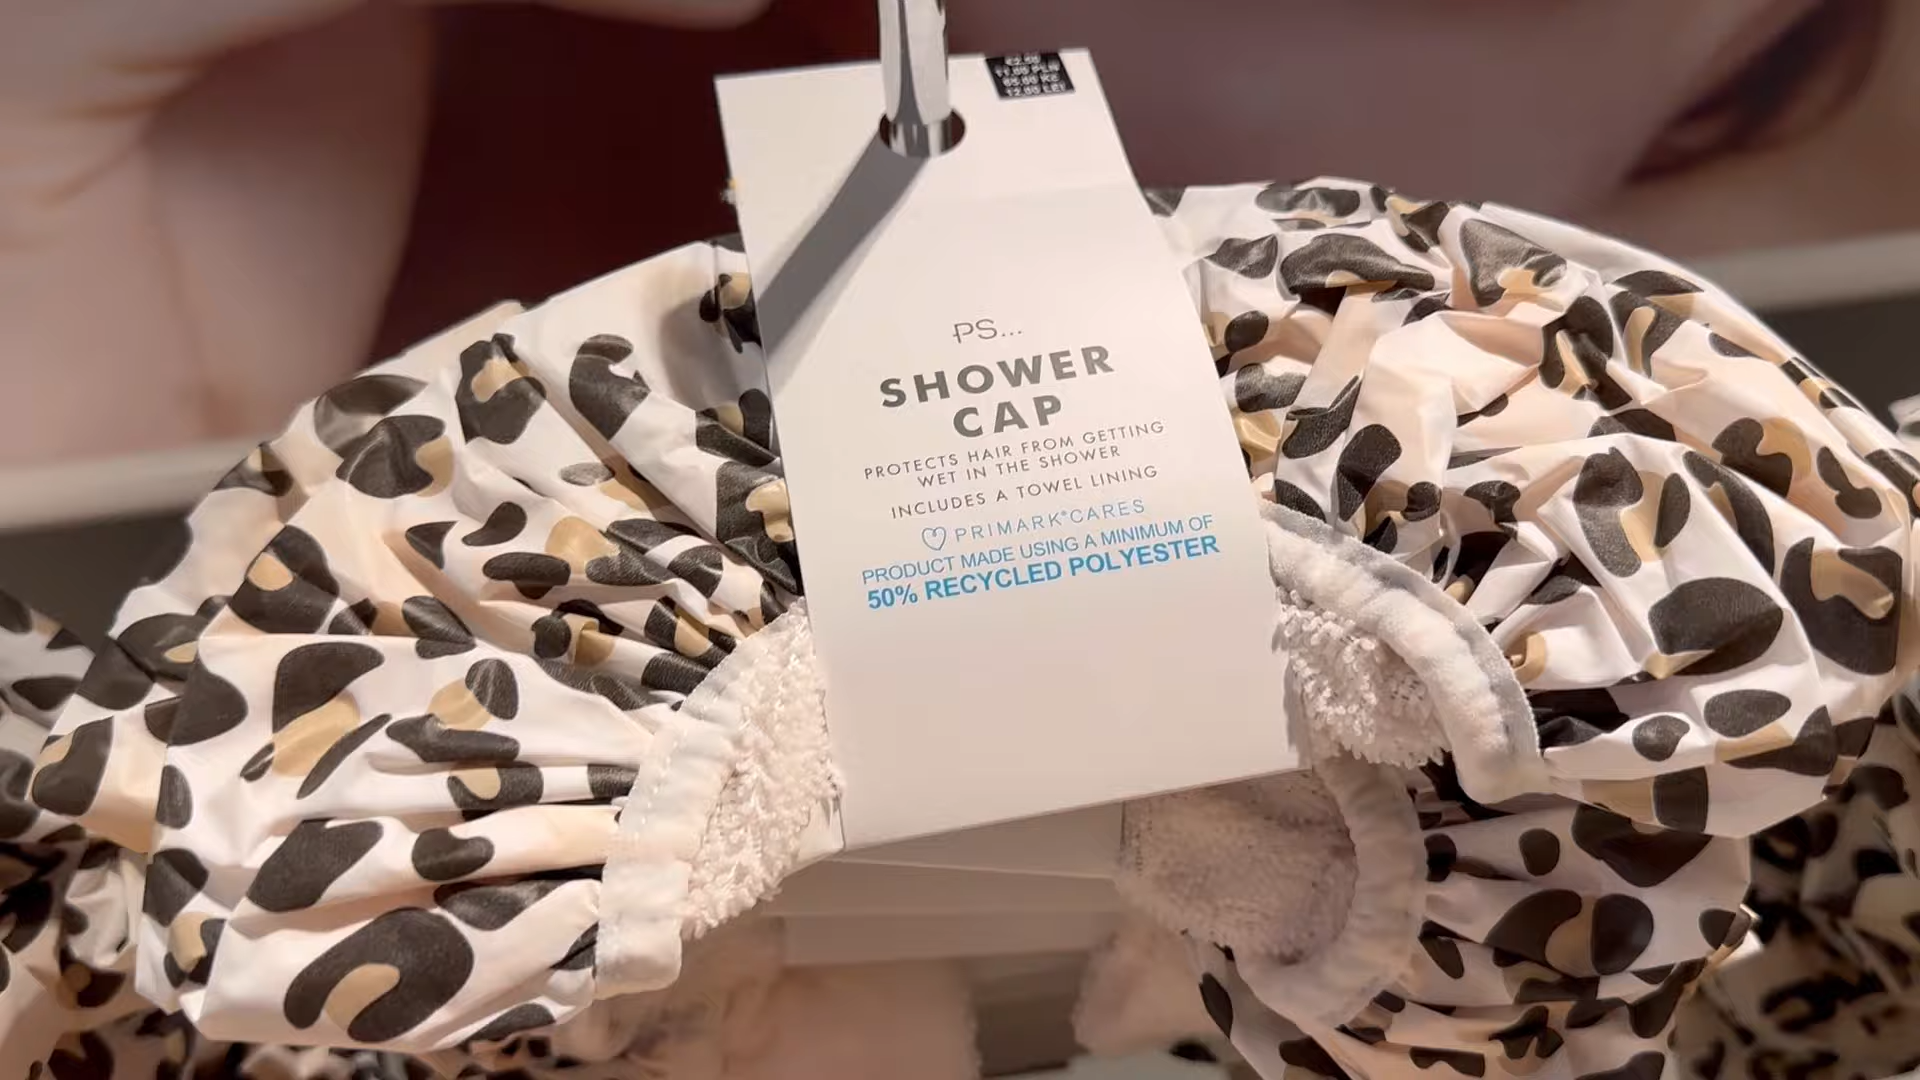 PS...
SHOWER
CAP
PROTECTS HAIR FROM GETTING
WET IN THE SHOWER
INCLUDES A TOWEL LINING
PRIMARK®CARES
PRODUCT MADE USING A MINIMUM OF
50% RECYCLED POLYESTER